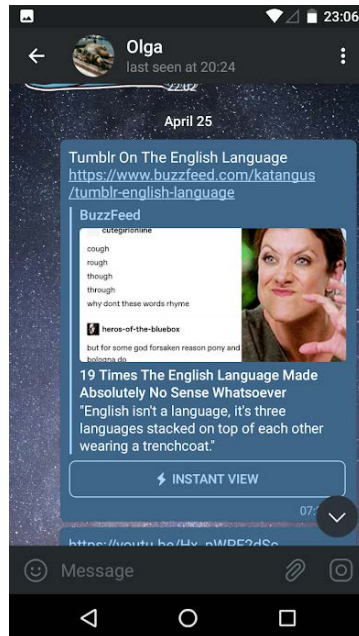 23:06
Olga
last seen at 20:24
22:02
April 25
Tumblr On The English Language
https://www.buzzfeed.com/katangus
/tumblr-english-language
BuzzFeed
cutegirlonline
cough
rough
though
through
why dont these words rhyme
heros-of-the-bluebox
but for some god forsaken reason pony and
bologna do
19 Times The English Language Made
Absolutely No Sense Whatsoever
"English isn't a language, it's three
languages stacked on top of each other
wearing a trenchcoat."
INSTANT VIEW
07:
Message